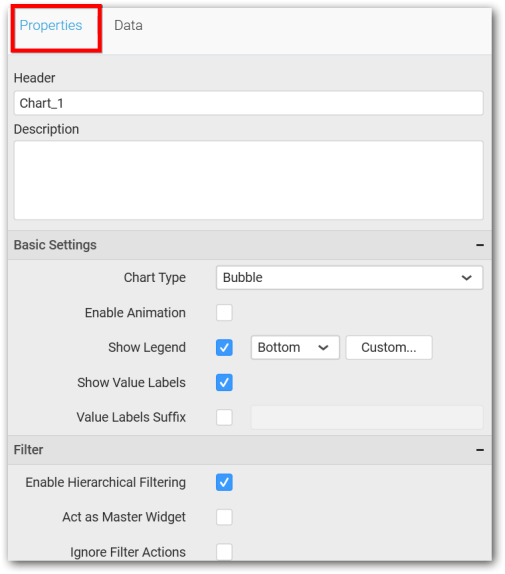 Properties Data
Header
Chart_1
Description
Basic Settings
Chart Type Bubble
Enable Animation
Show Legend Bottom Custom...
Show Value Labels
Value Labels Suffix
Filter
Enable Hierarchical Filtering
Act as Master Widget
Ignore Filter Actions